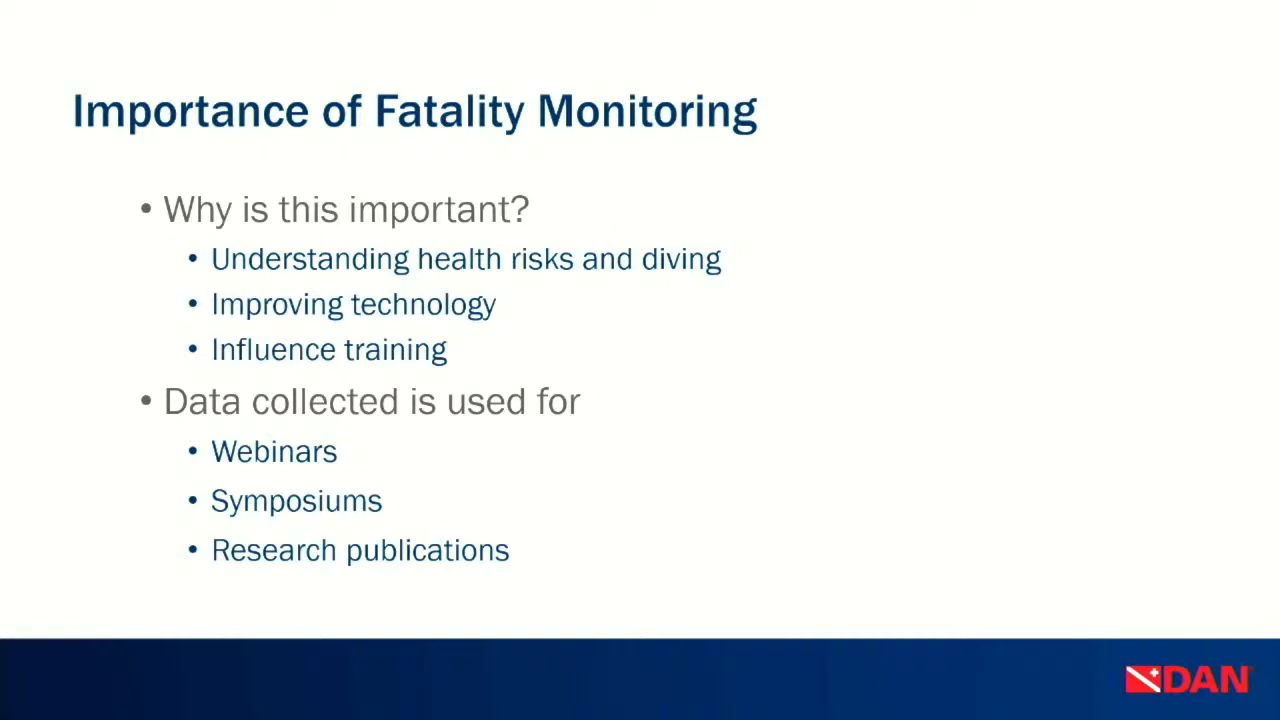 Importance of Fatality Monitoring
• Why is this important?
• Understanding health risks and diving
• Improving technology
• Influence training
• Data collected is used for
• Webinars
• Symposiums
• Research publications
DAN